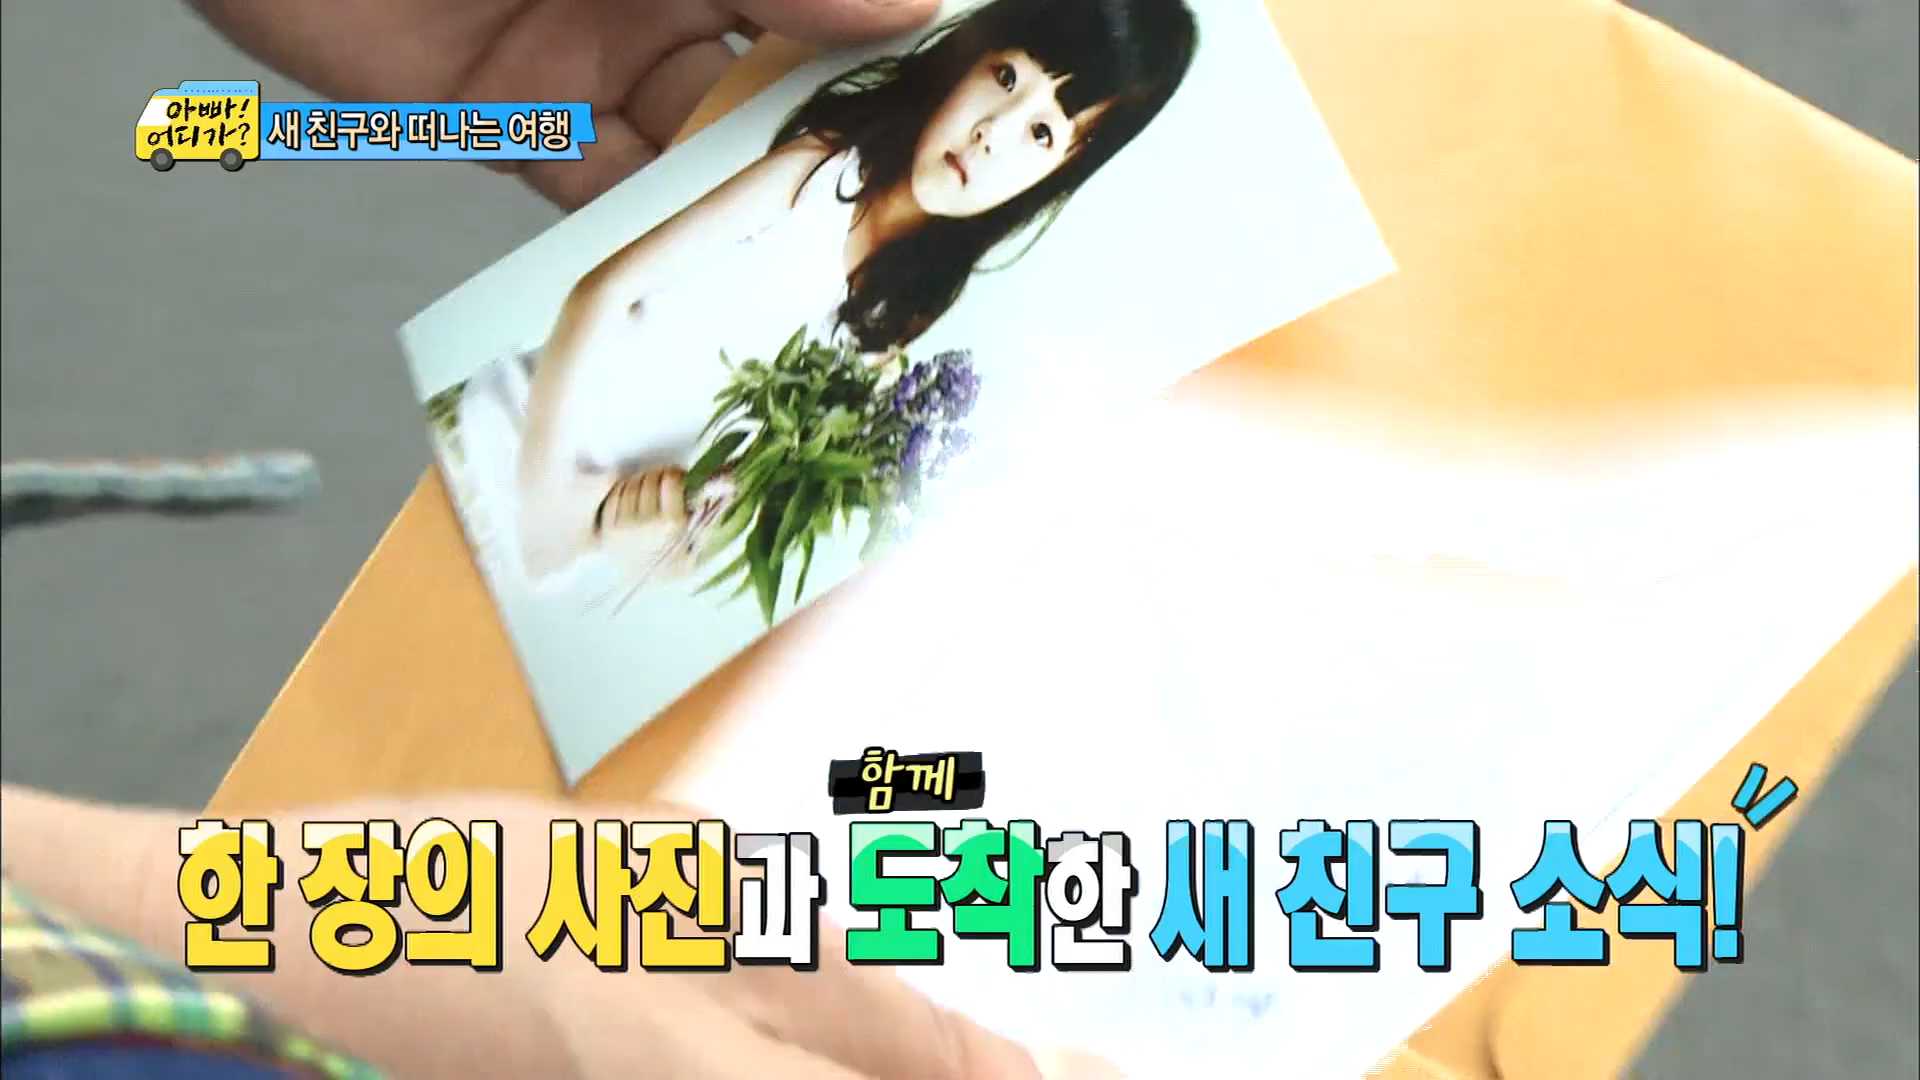 아빠!
어디가?
새 친구와 떠나는 여행
함께
한 장의 사진과 도착한 새 친구 소식!